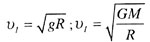 υ₁ = √gR ; υ₁ = √(GM/R)